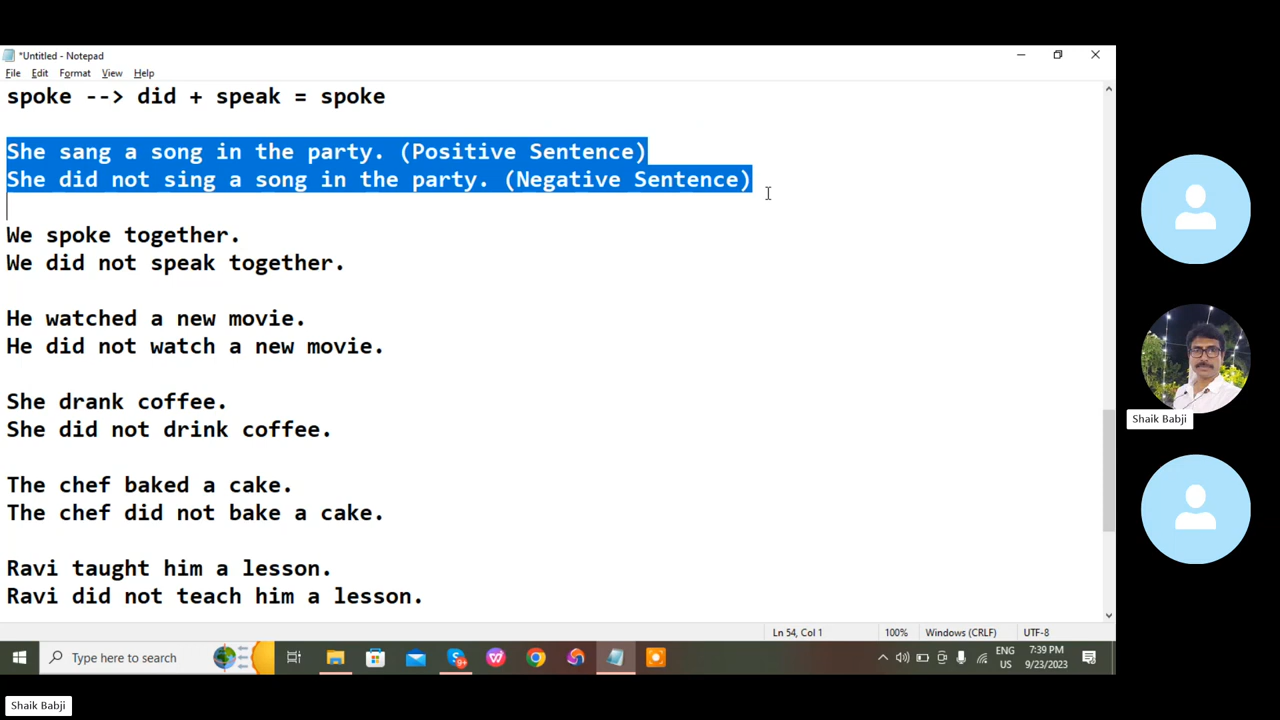 *Untitled - Notepad
File Edit Format View Help
spoke --> did + speak = spoke
She sang a song in the party. (Positive Sentence)
She did not sing a song in the party. (Negative Sentence)
We spoke together.
We did not speak together.
He watched a new movie.
He did not watch a new movie.
She drank coffee.
She did not drink coffee.
The chef baked a cake.
The chef did not bake a cake.
Ravi taught him a lesson.
Ravi did not teach him a lesson.
Shaik Babji
Ln 54, Col 1 100% Windows (CRLF) UTF-8
Type here to search
ENG
US
7:39 PM
9/23/2023
Shaik Babji